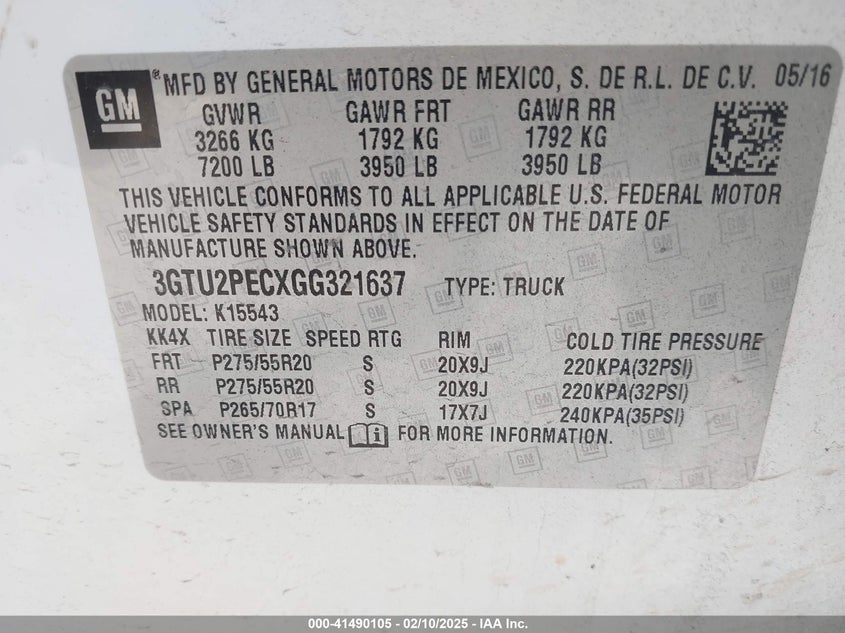 GM ® MFD BY GENERAL MOTORS DE MEXICO, S. DE R.L. DE C.V. 05/16
GVWR GAWR FRT GAWR RR
3266 KG 1792 KG 1792 KG
7200 LB 3950 LB 3950 LB
THIS VEHICLE CONFORMS TO ALL APPLICABLE U.S. FEDERAL MOTOR
VEHICLE SAFETY STANDARDS IN EFFECT ON THE DATE OF
MANUFACTURE SHOWN ABOVE.
3GTU2PECXGG321637 TYPE: TRUCK
MODEL: K15543
KK4X TIRE SIZE SPEED RTG RIM COLD TIRE PRESSURE
FRT P275/55R20 S 20X9J 220KPA(32PSI)
RR P275/55R20 S 20X9J 220KPA(32PSI)
SPA P265/70R17 S 17X7J 240KPA(35PSI)
SEE OWNER'S MANUAL i FOR MORE INFORMATION.
000-41490105 - 02/10/2025 - IAA Inc.